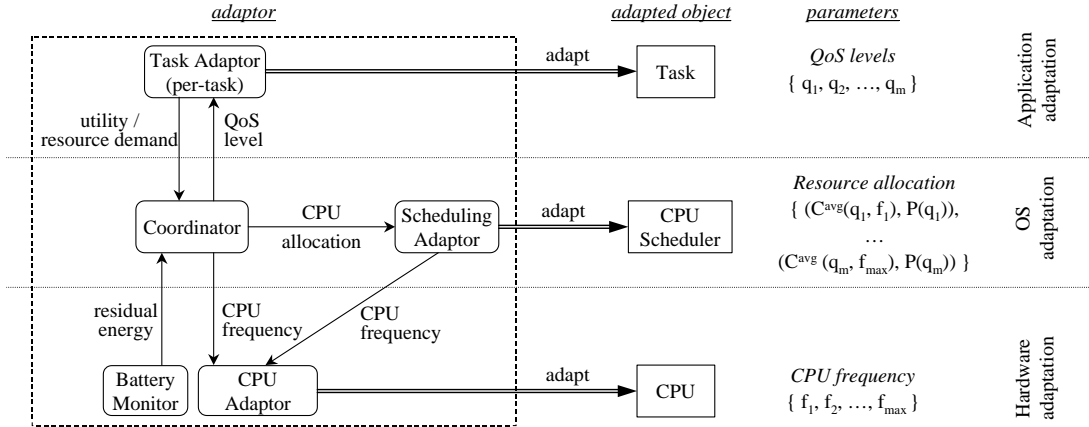 adaptor
adapted object
parameters
Task Adaptor
(per-task)
adapt
Task
QoS levels
{ q1, q2, …, qm }
Application
adaptation
utility /
resource demand
QoS
level
Coordinator
CPU
allocation
Scheduling
Adaptor
adapt
CPU
Scheduler
Resource allocation
{ (Cavg(q1, f1), P(q1)),
…
(Cavg (qm, fmax), P(qm)) }
OS
adaptation
residual
energy
CPU
frequency
CPU
frequency
Battery
Monitor
CPU
Adaptor
adapt
CPU
CPU frequency
{ f1, f2, …, fmax }
Hardware
adaptation